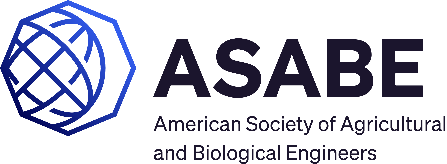 ASABE
American Society of Agricultural
and Biological Engineers